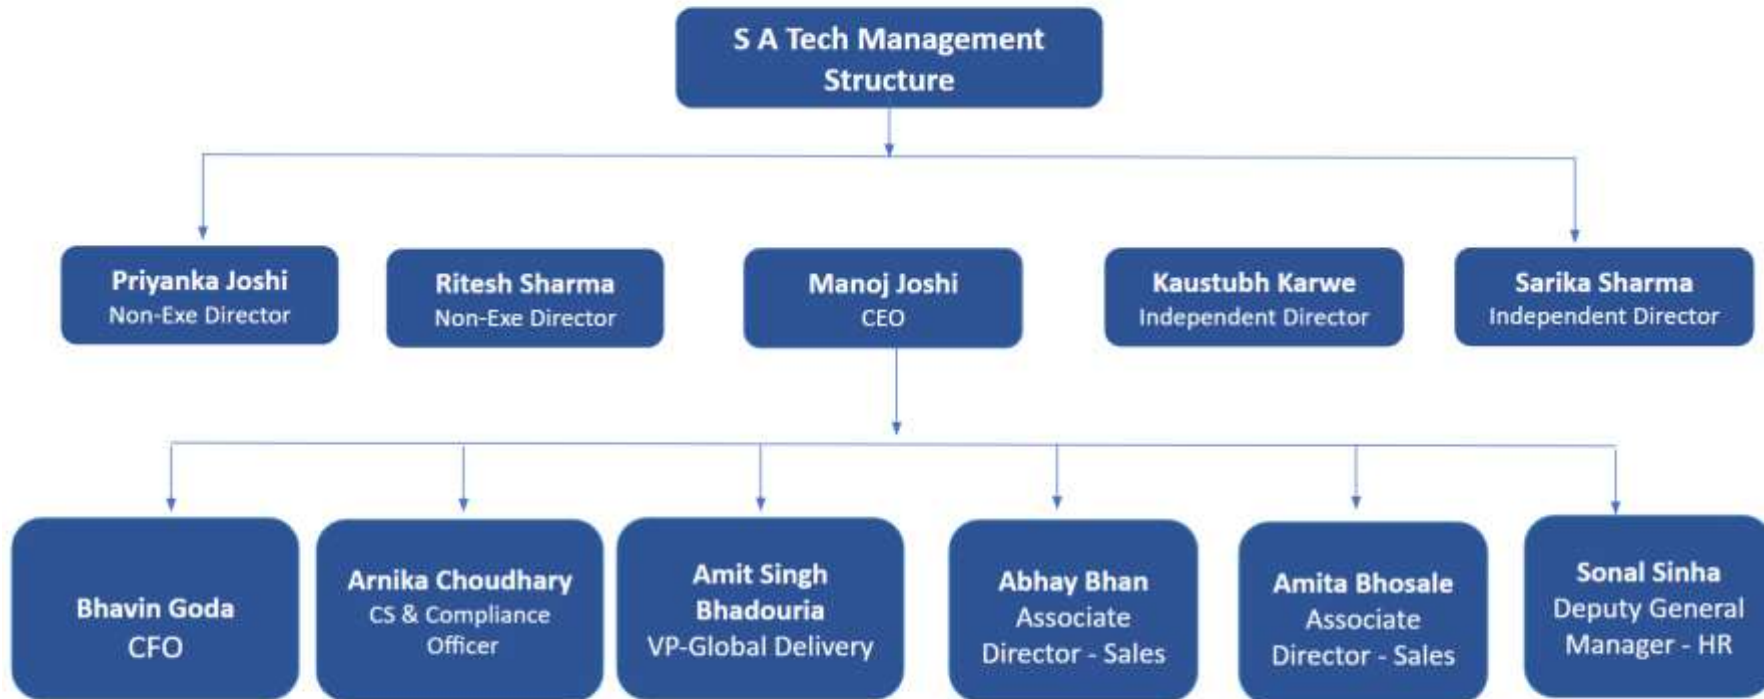 S A Tech Management
Structure
Priyanka Joshi
Non-Exe Director
Ritesh Sharma
Non-Exe Director
Manoj Joshi
CEO
Kaustubh Karwe
Independent Director
Sarika Sharma
Independent Director
Bhavin Goda
CFO
Arnika Choudhary
CS & Compliance
Officer
Amit Singh
Bhadouria
VP-Global Delivery
Abhay Bhan
Associate
Director - Sales
Amita Bhosale
Associate
Director - Sales
Sonal Sinha
Deputy General
Manager - HR